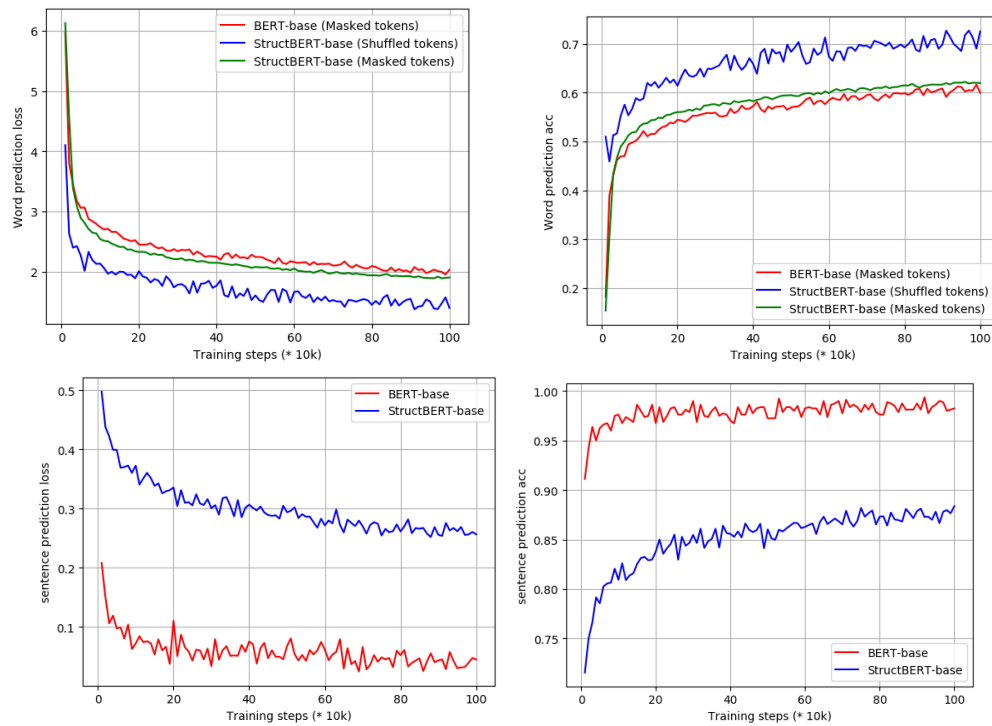 Word prediction loss
6
5
4
3
2
BERT-base (Masked tokens)
StructBERT-base (Shuffled tokens)
StructBERT-base (Masked tokens)
0 20 40 60 80 100
Training steps (* 10k)
Word prediction acc
0.7
0.6
0.5
0.4
0.3
0.2
BERT-base (Masked tokens)
StructBERT-base (Shuffled tokens)
StructBERT-base (Masked tokens)
0 20 40 60 80 100
Training steps (* 10k)
sentence prediction loss
0.5
0.4
0.3
0.2
0.1
BERT-base
StructBERT-base
0 20 40 60 80 100
Training steps (* 10k)
sentence prediction acc
1.00
0.95
0.90
0.85
0.80
0.75
BERT-base
StructBERT-base
0 20 40 60 80 100
Training steps (* 10k)